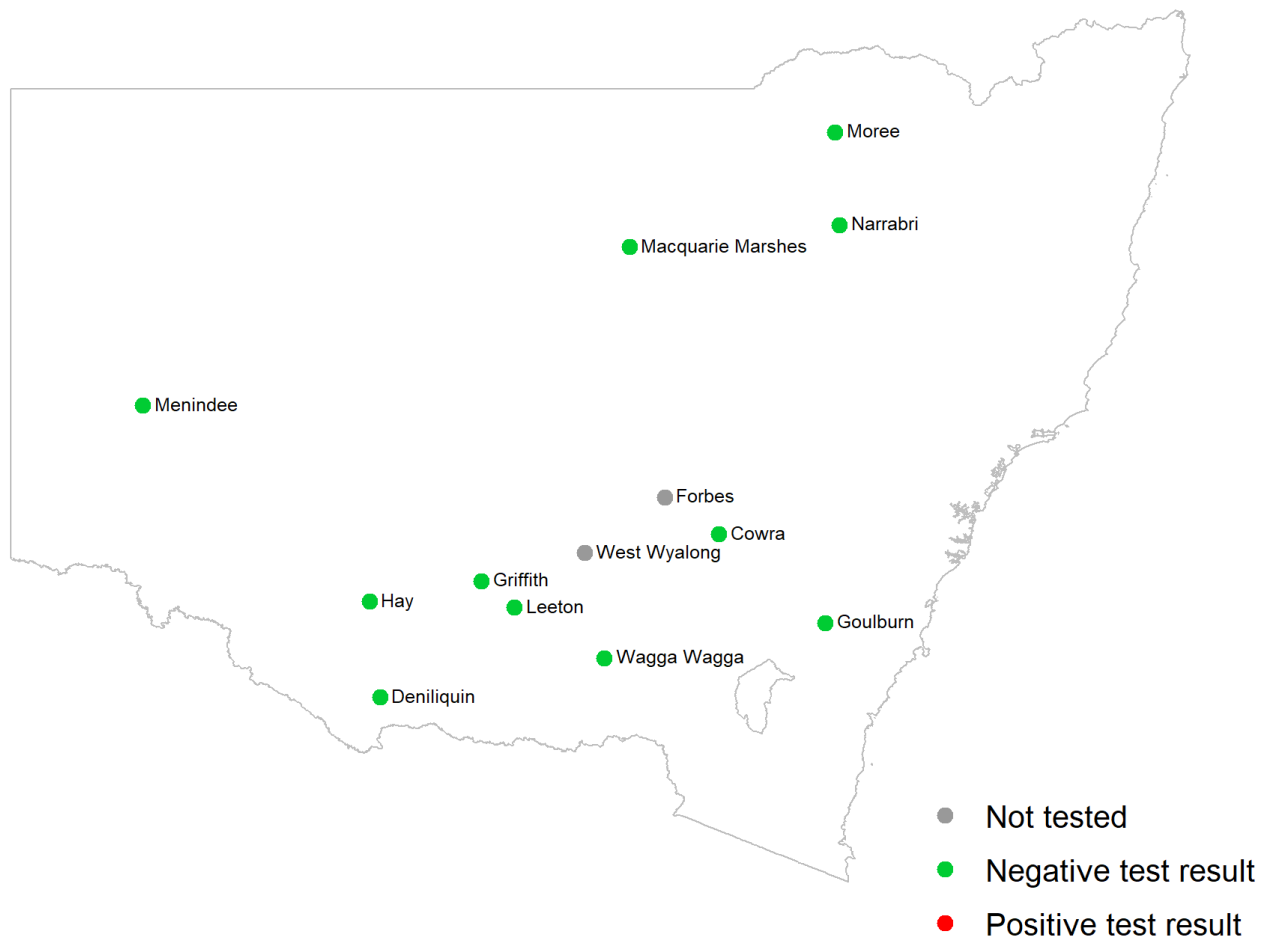 Moree
Narrabri
Macquarie Marshes
Menindee
Forbes
Cowra
West Wyalong
Griffith
Hay
Leeton
Goulburn
Wagga Wagga
Deniliquin
Not tested
Negative test result
Positive test result